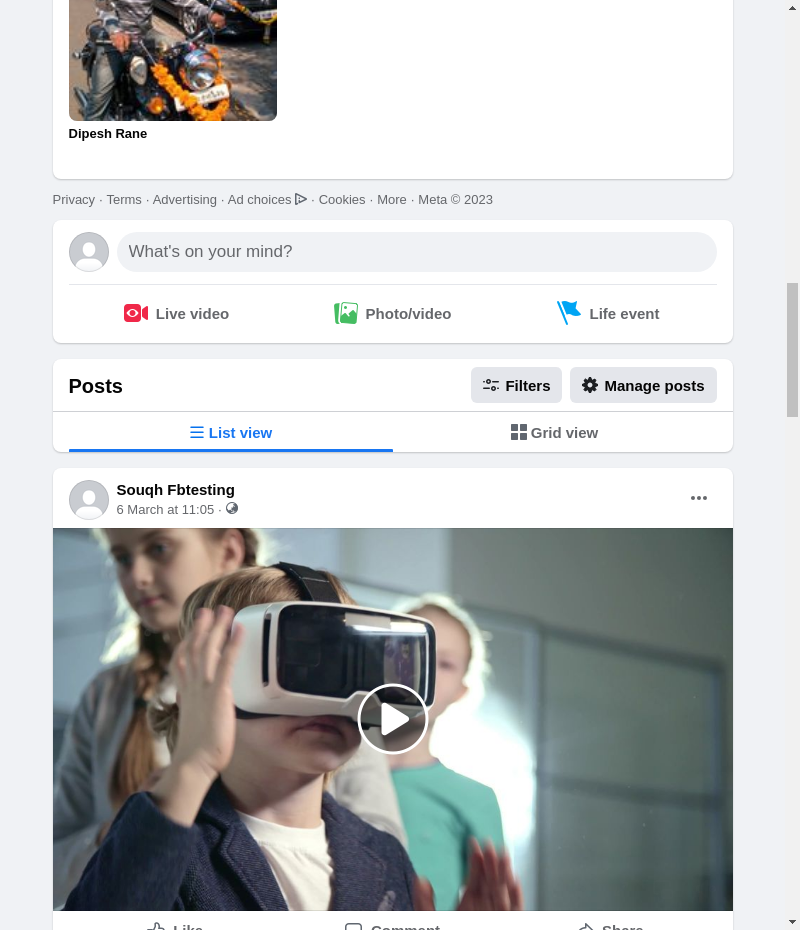 Dipesh Rane
Privacy · Terms · Advertising · Ad choices · Cookies · More · Meta © 2023
What's on your mind?
Live video
Photo/video
Life event
Posts
Filters
Manage posts
List view
Grid view
Souqh Fbtesting
6 March at 11:05 ·
Like
Comment
Share